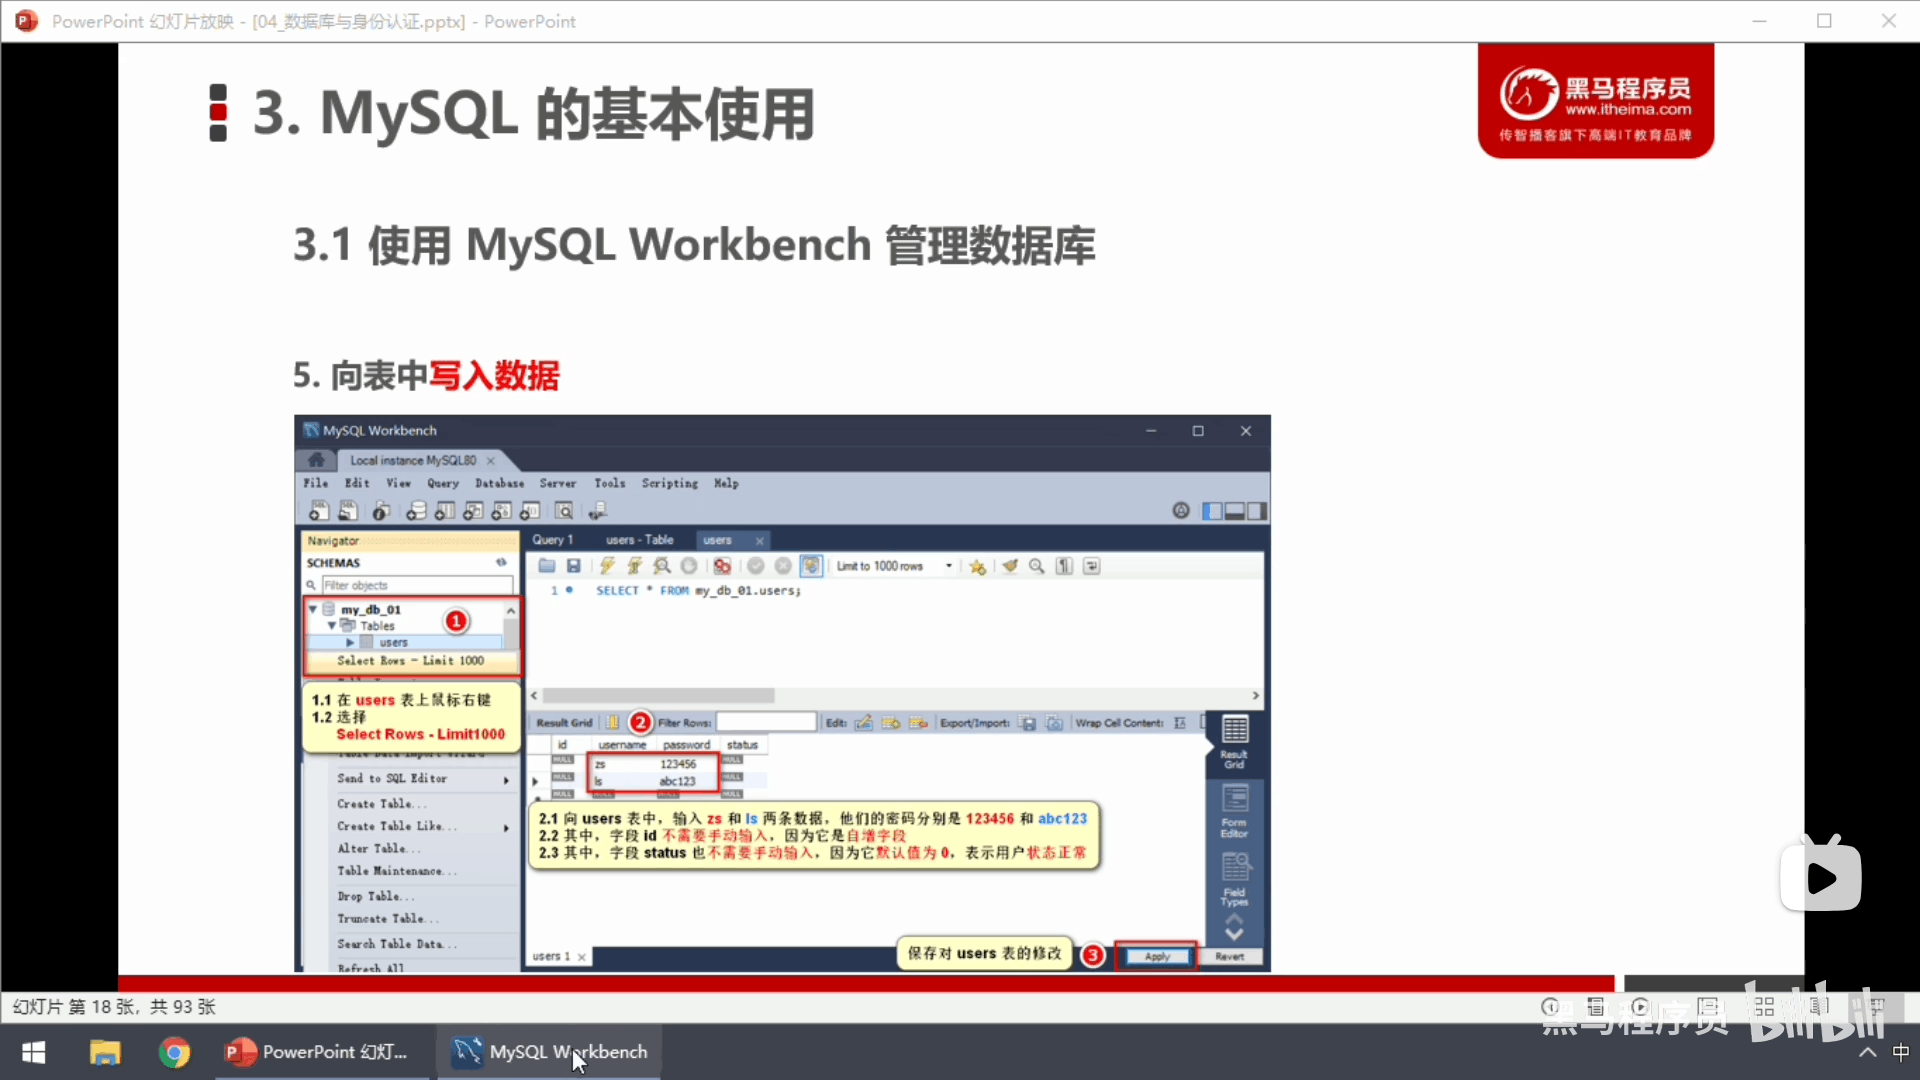 PowerPoint 幻灯片放映 - [04_数据库与身份认证.pptx] - PowerPoint
3. MySQL 的基本使用
黑马程序员
www.itheima.com
传智播客旗下高端IT教育品牌
3.1 使用 MySQL Workbench 管理数据库
5. 向表中写入数据
MySQL Workbench
Local instance MySQL80
File Edit View Query Database Server Tools Scripting Help
Navigator
SCHEMAS
Filter objects
my_db_01
Tables
users
Select Rows - Limit 1000
1
1.1 在 users 表上鼠标右键
1.2 选择
Select Rows - Limit1000
Send to SQL Editor
Create Table...
Create Table Like...
Alter Table...
Table Maintenance...
Drop Table...
Truncate Table...
Search Table Data...
Refresh All
Query 1 users - Table users
Limit to 1000 rows
1 SELECT * FROM my_db_01.users;
Result Grid 2 Filter Rows: Edit: Export/Import: Wrap Cell Content:
id username password status
NULL zs 123456 NULL
NULL ls abc123 NULL
NULL NULL NULL NULL
2.1 向 users 表中，输入 zs 和 ls 两条数据，他们的密码分别是 123456 和 abc123
2.2 其中，字段 id 不需要手动输入，因为它是自增字段
2.3 其中，字段 status 也不需要手动输入，因为它默认值为 0，表示用户状态正常
Result Grid
Form Editor
Field Types
users 1
保存对 users 表的修改 3 Apply Revert
幻灯片 第 18 张，共 93 张
黑马程序员 bilibili
PowerPoint 幻灯... MySQL Workbench 中